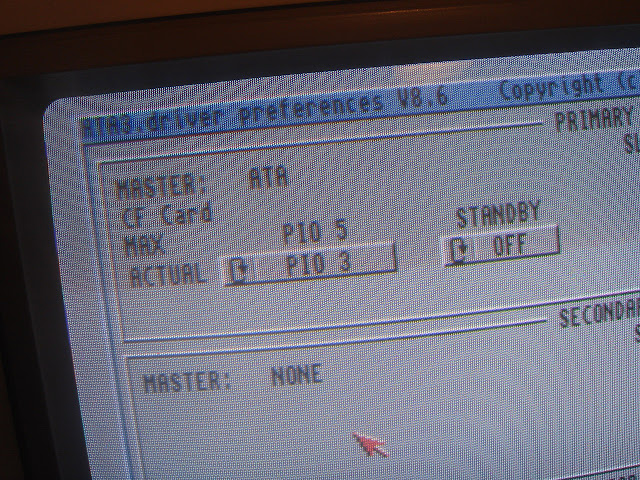 ATA3.driver preferences V8.6 Copyright (c
PRIMARY
MASTER: ATA
CF Card
MAX PIO 5 STANDBY
ACTUAL PIO 3 OFF
SECONDA
MASTER: NONE